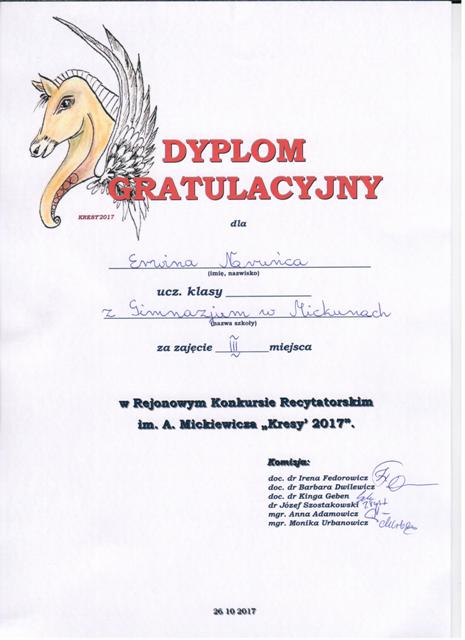 KRESY'2017
DYPLOM
GRATULACYJNY
dla
Erwina Navuńca
(imię, nazwisko)
ucz. klasy
z Gimnazjum w Mickunach
(nazwa szkoły)
za zajęcie III miejsca
w Rejonowym Konkursie Recytatorskim
im. A. Mickiewicza „Kresy' 2017”.
Komisja:
doc. dr Irena Fedorowicz
doc. dr Barbara Dwilewicz
doc. dr Kinga Geben
dr Józef Szostakowski
mgr. Anna Adamowicz
mgr. Monika Urbanowicz
26 10 2017